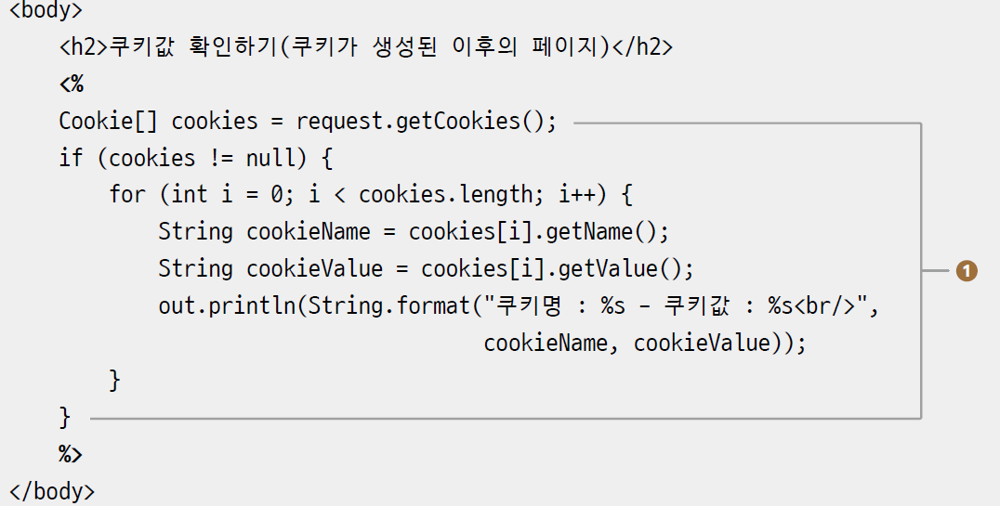 <body>
<h2>쿠키값 확인하기(쿠키가 생성된 이후의 페이지)</h2>
<%
Cookie[] cookies = request.getCookies();
if (cookies != null) {
for (int i = 0; i < cookies.length; i++) {
String cookieName = cookies[i].getName();
String cookieValue = cookies[i].getValue();
❶
out.println(String.format("쿠키명 : %s - 쿠키값 : %s<br/>",
cookieName, cookieValue));
}
}
%>
</body>